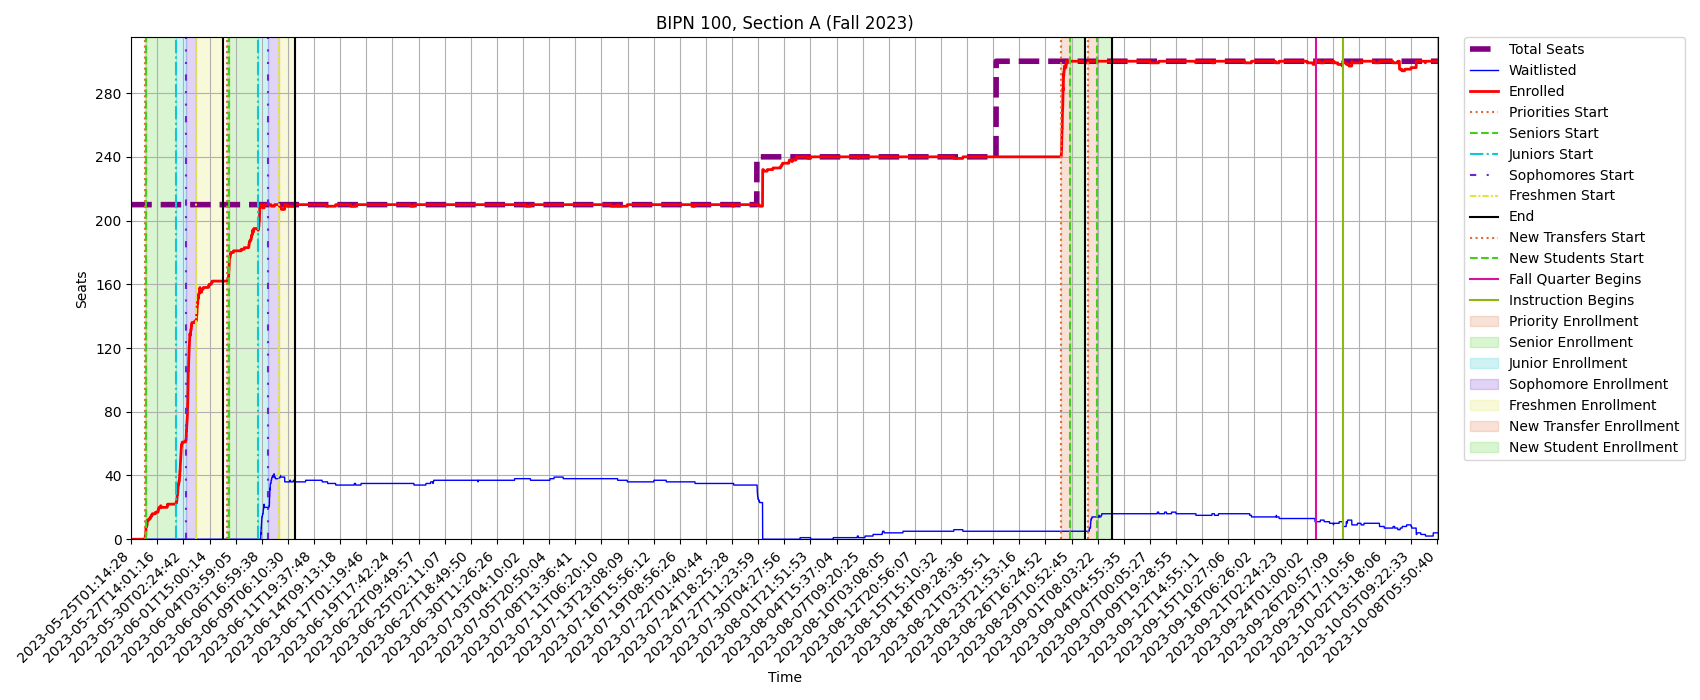 BIPN 100, Section A (Fall 2023)
Seats
280
240
200
160
120
80
40
0
2023-05-25T01:14:28
2023-05-27T14:01:16
2023-05-30T02:24:42
2023-06-01T15:00:14
2023-06-04T03:59:05
2023-06-06T16:59:38
2023-06-09T06:10:30
2023-06-11T19:37:48
2023-06-14T09:13:18
2023-06-17T01:19:46
2023-06-19T17:42:24
2023-06-22T09:49:57
2023-06-25T02:11:07
2023-06-27T18:49:50
2023-06-30T11:26:26
2023-07-03T04:10:02
2023-07-05T20:50:04
2023-07-08T13:36:41
2023-07-11T06:20:10
2023-07-13T23:08:09
2023-07-16T15:56:12
2023-07-19T08:56:26
2023-07-22T01:40:44
2023-07-24T18:25:28
2023-07-27T11:23:59
2023-07-30T04:27:56
2023-08-01T21:51:53
2023-08-04T15:37:04
2023-08-07T09:20:25
2023-08-10T03:08:05
2023-08-12T20:56:07
2023-08-15T15:10:32
2023-08-18T09:28:36
2023-08-21T03:35:51
2023-08-23T21:53:16
2023-08-26T16:24:52
2023-08-29T10:52:45
2023-09-01T08:03:22
2023-09-04T04:55:35
2023-09-07T00:05:27
2023-09-09T19:28:55
2023-09-12T14:55:11
2023-09-15T10:27:06
2023-09-18T06:26:02
2023-09-21T02:24:23
2023-09-24T01:00:02
2023-09-26T20:57:09
2023-09-29T17:10:56
2023-10-02T13:18:06
2023-10-05T09:22:33
2023-10-08T05:50:40
Time
Total Seats
Waitlisted
Enrolled
Priorities Start
Seniors Start
Juniors Start
Sophomores Start
Freshmen Start
End
New Transfers Start
New Students Start
Fall Quarter Begins
Instruction Begins
Priority Enrollment
Senior Enrollment
Junior Enrollment
Sophomore Enrollment
Freshmen Enrollment
New Transfer Enrollment
New Student Enrollment